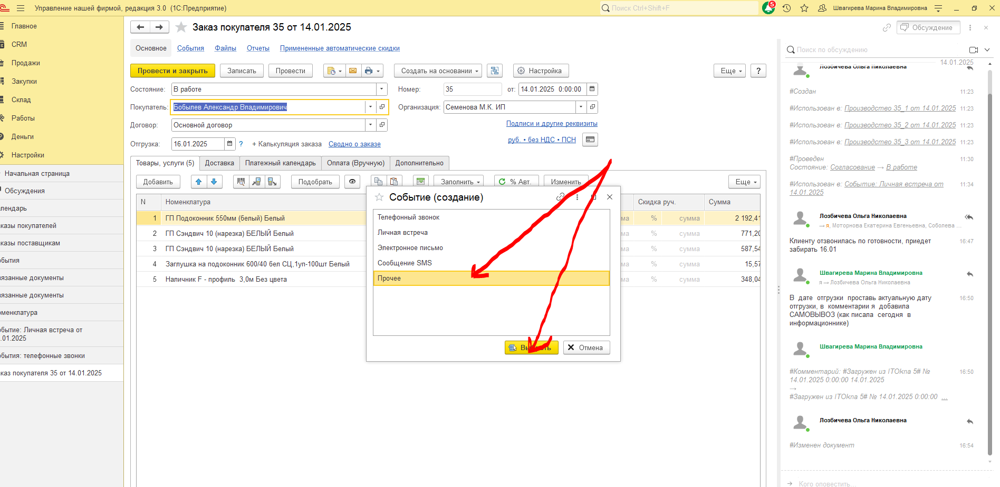 Управление нашей фирмой, редакция 3.0 (1С:Предприятие)
Поиск Ctrl+Shift+F
5
Швагирева Марина Владимировна
Главное
CRM
Продажи
Закупки
Склад
Работы
Деньги
Настройки
Начальная страница
Обсуждения
алендарь
аказы покупателей
аказы поставщикам
обытия
вязанные документы
вязанные документы
оменклатура
обытие: Личная встреча от
.01.2025
обытия: телефонные звонки
каз покупателя 35 от 14.01.2025
Заказ покупателя 35 от 14.01.2025
Основное События Файлы Отчеты Примененные автоматические скидки
Провести и закрыть Записать Провести Создать на основании Настройка Еще ?
Состояние: В работе Номер: 35 от: 14.01.2025 0:00:00
Покупатель: Бобылев Александр Владимирович Организация: Семенова М.К. ИП
Договор: Основной договор Подписи и другие реквизиты
Отгрузка: 16.01.2025 ? + Калькуляция заказа Сводно о заказе руб. • без НДС • ПСН
Товары, услуги (5) Доставка Платежный календарь Оплата (Вручную) Дополнительно
Добавить Подобрать Заполнить % Авт. Изменить Еще
N Номенклатура Скидка руч. Сумма
1 ГП Подоконник 550мм (белый) Белый ма % сумма 2 192,41
2 ГП Сэндвич 10 (нарезка) БЕЛЫЙ Белый ма % сумма 771,20
3 ГП Сэндвич 10 (нарезка) БЕЛЫЙ Белый ма % сумма 587,54
4 Заглушка на подоконник 600/40 бел СЦ,1уп-100шт Белый ма % сумма 15,57
5 Наличник F - профиль 3,0м Без цвета ма % сумма 348,04
Событие (создание)
Телефонный звонок
Личная встреча
Электронное письмо
Сообщение SMS
Прочее
Отмена
Обсуждение
Поиск по обсуждению
14.01.2025
Лозбичева Ольга Николаевна
#Создан 11:23
#Использован в: Производство 35_1 от 14.01.2025 11:23
#Использован в: Производство 35_2 от 14.01.2025 11:23
#Использован в: Производство 35_3 от 14.01.2025 11:23
#Проведен 11:30
Состояние: Согласование → В работе
#Использован в: Событие: Личная встреча от 11:34
14.01.2025
Лозбичева Ольга Николаевна
→ я, Моторнова Екатерина Евгеньевна, Соболева ...
Клиенту отзвонилась по готовности, приедет 16:47
забирать 16.01
Швагирева Марина Владимировна
я → Лозбичева Ольга Николаевна
В дате отгрузки проставь актуальную дату 16:50
отгрузки, в комментарии я добавила
САМОВЫВОЗ (как писала сегодня в
информационнике)
Швагирева Марина Владимировна
#Комментарий: #Загружен из ITOkna 5# № 16:50
14.01.2025 0:00:00 14.01.2025
→
#Загружен из ITOkna 5# № 14.01.2025 0:00:00 ...
Лозбичева Ольга Николаевна
#Изменен документ 16:54
→ Кого оповестить...